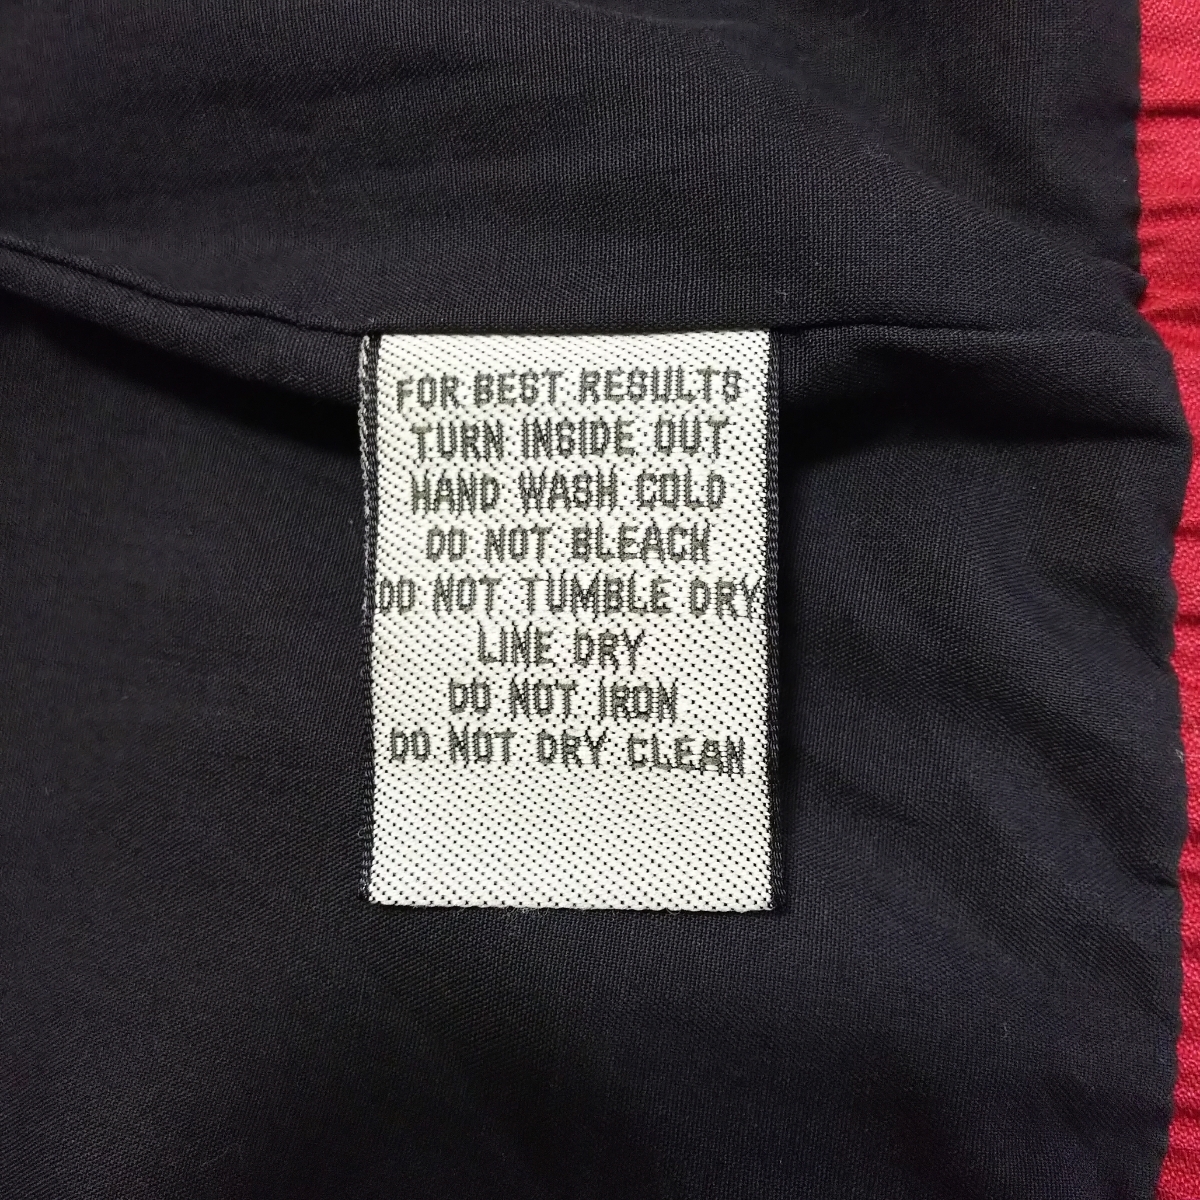 FOR BEST RESULTS
TURN INSIDE OUT
HAND WASH COLD
DO NOT BLEACH
DO NOT TUMBLE DRY
LINE DRY
DO NOT IRON
DO NOT DRY CLEAN